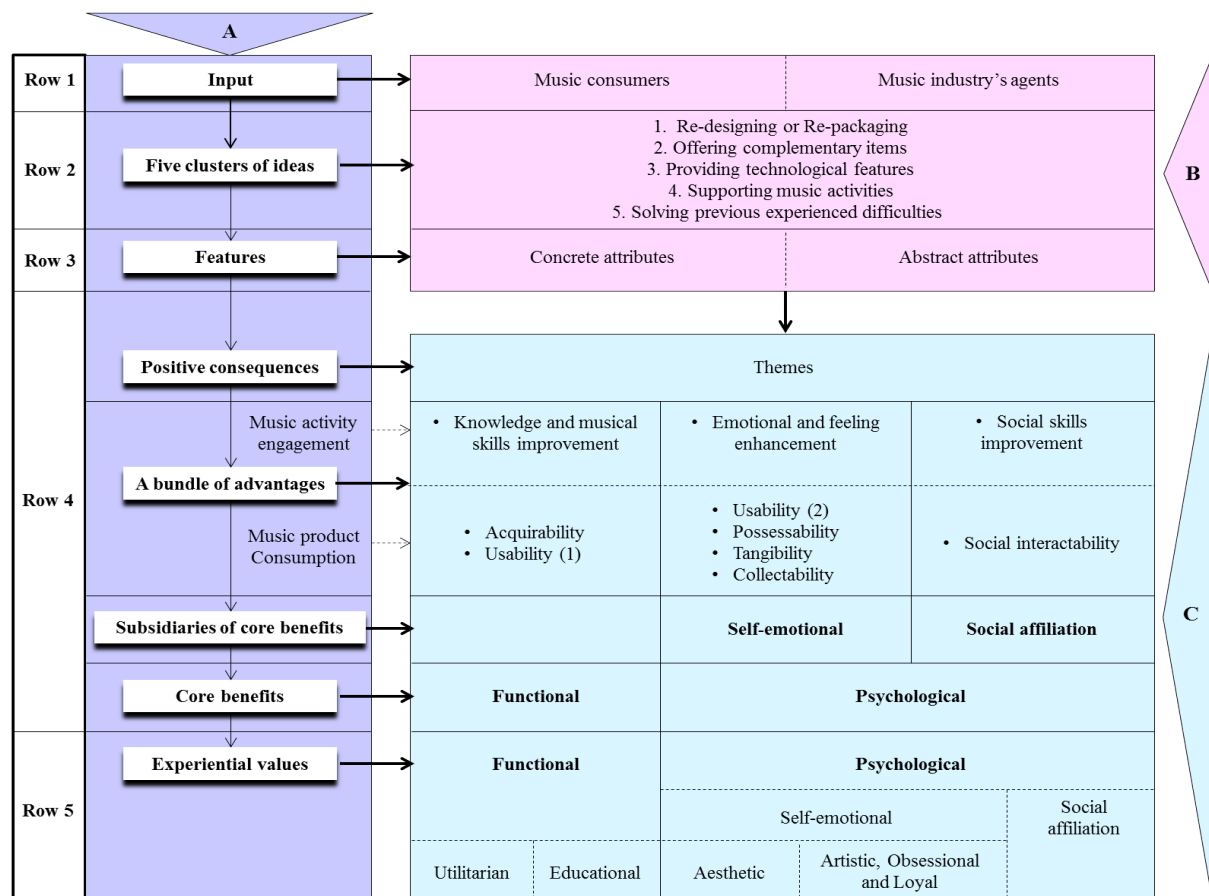 A
Row 1
Input
Music consumers
Music industry's agents
Row 2
Five clusters of ideas
1. Re-designing or Re-packaging
2. Offering complementary items
3. Providing technological features
4. Supporting music activities
5. Solving previous experienced difficulties
B
Row 3
Features
Concrete attributes
Abstract attributes
Row 4
Positive consequences
Themes
Music activity
engagement
• Knowledge and musical
skills improvement
• Emotional and feeling
enhancement
• Social skills
improvement
A bundle of advantages
Music product
Consumption
• Acquirability
• Usability (1)
• Usability (2)
• Possessability
• Tangibility
• Collectability
• Social interactability
Subsidiaries of core benefits
Self-emotional
Social affiliation
C
Core benefits
Functional
Psychological
Row 5
Experiential values
Functional
Psychological
Self-emotional
Social
affiliation
Utilitarian
Educational
Aesthetic
Artistic, Obsessional
and Loyal